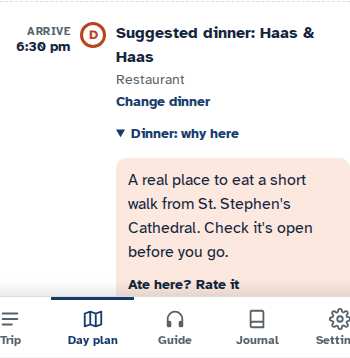 ARRIVE
6:30 pm
D
Suggested dinner: Haas &
Haas
Restaurant
Change dinner
▼ Dinner: why here
A real place to eat a short
walk from St. Stephen's
Cathedral. Check it's open
before you go.
Ate here? Rate it
Trip
Day plan
Guide
Journal
Settin